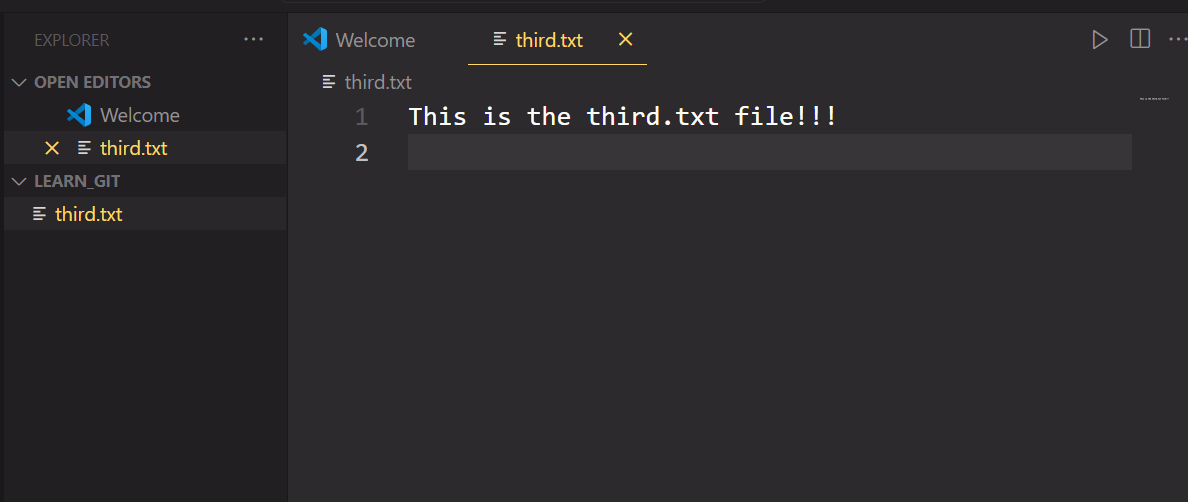 EXPLORER ···
OPEN EDITORS
Welcome
third.txt
LEARN_GIT
third.txt
Welcome third.txt
third.txt
1 This is the third.txt file!!!
2